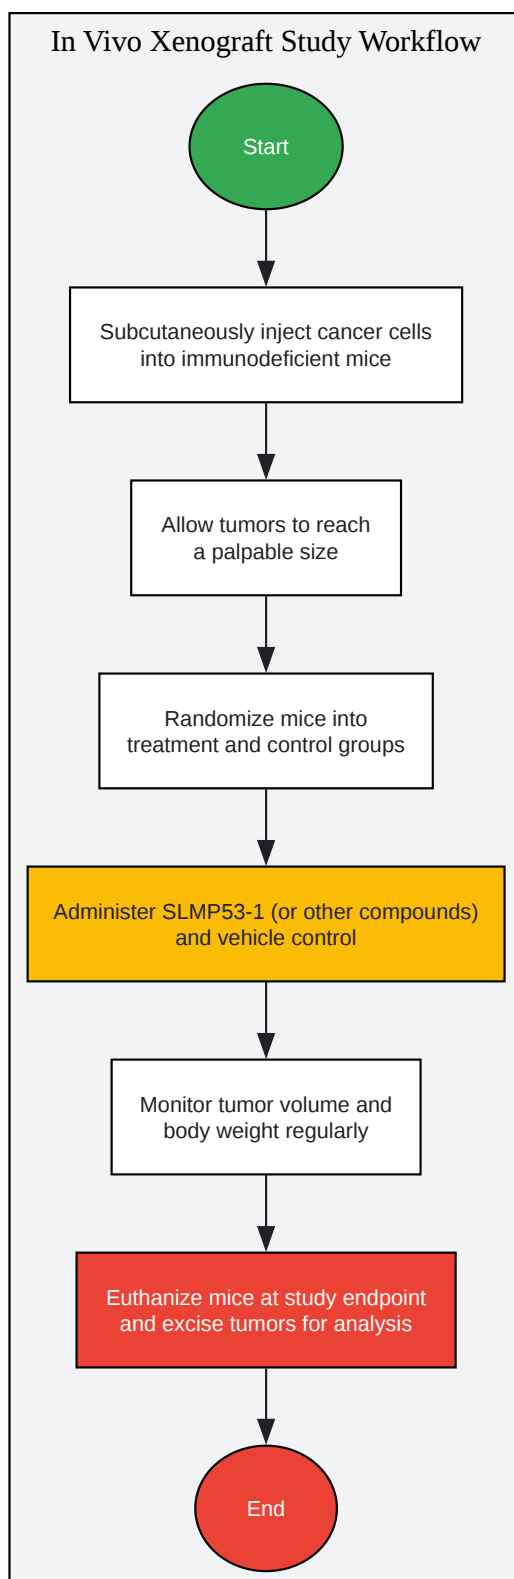 In Vivo Xenograft Study Workflow
Start
Subcutaneously inject cancer cells
into immunodeficient mice
Allow tumors to reach
a palpable size
Randomize mice into
treatment and control groups
Administer SLMP53-1 (or other compounds)
and vehicle control
Monitor tumor volume and
body weight regularly
Euthanize mice at study endpoint
and excise tumors for analysis
End